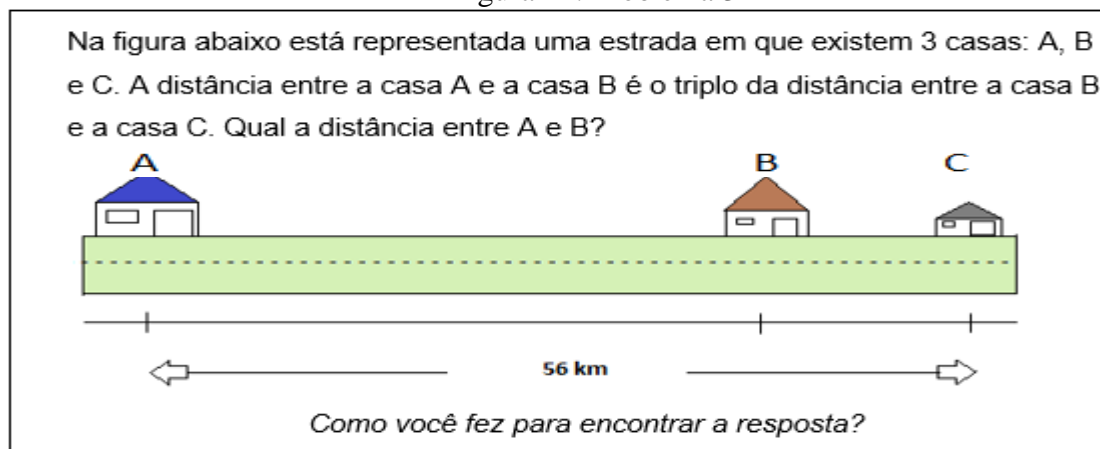 Na figura abaixo está representada uma estrada em que existem 3 casas: A, B
e C. A distância entre a casa A e a casa B é o triplo da distância entre a casa B
e a casa C. Qual a distância entre A e B?
A B C
56 km
Como você fez para encontrar a resposta?